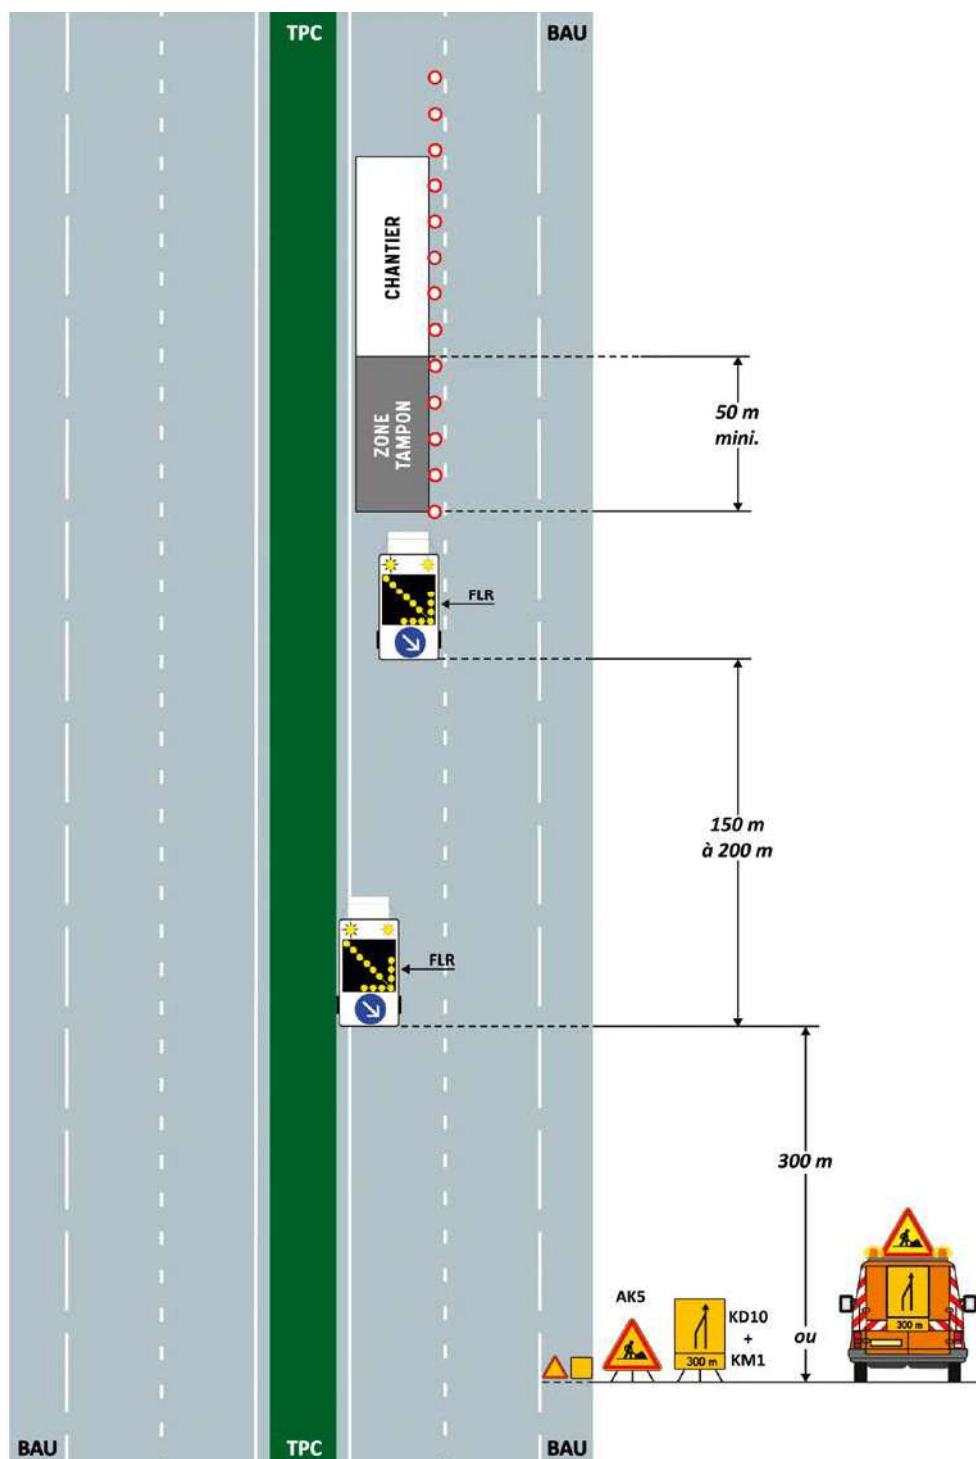 TPC
BAU
CHANTIER
ZONE
TAMPON
50 m
mini.
FLR
150 m
à 200 m
FLR
300 m
AK5
KD10
+
KM1
300 m
ou
300 m
BAU
TPC
BAU